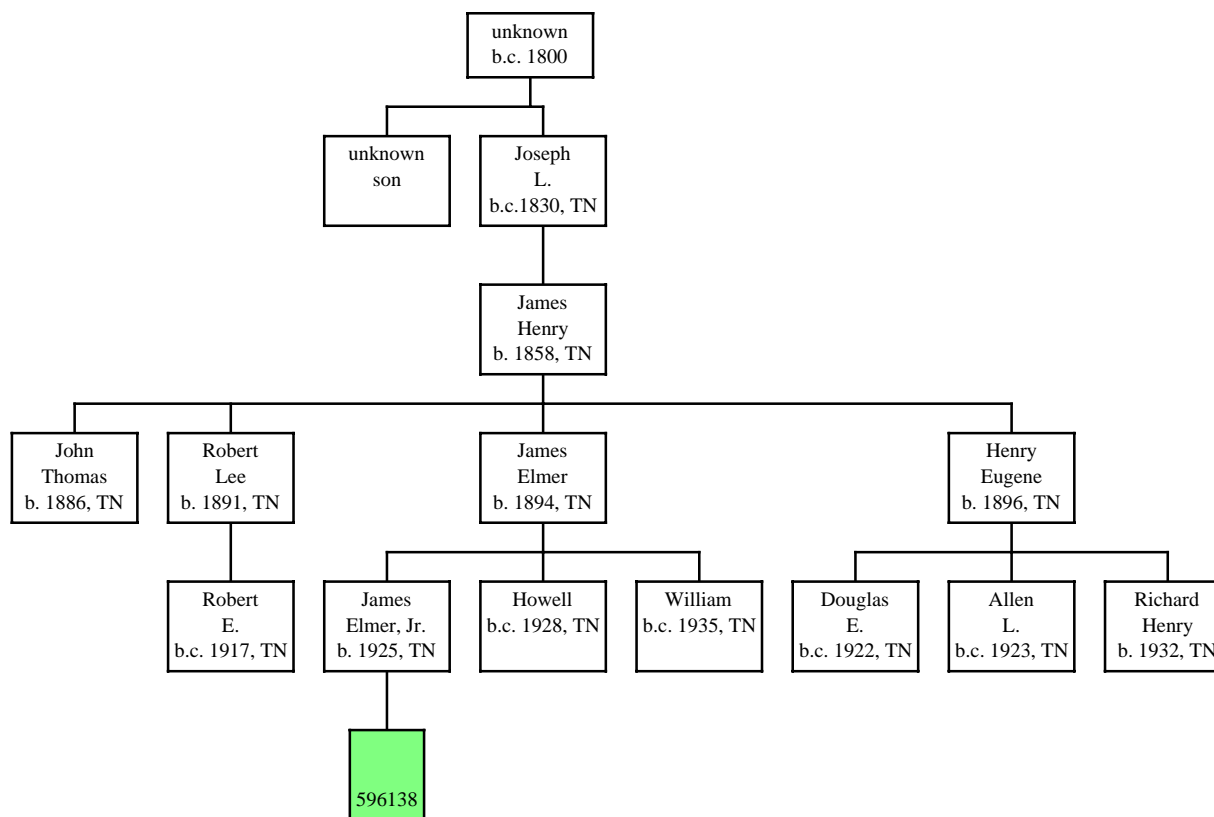 unknown
b.c. 1800
unknown
son
Joseph
L.
b.c.1830, TN
James
Henry
b. 1858, TN
John
Thomas
b. 1886, TN
Robert
Lee
b. 1891, TN
James
Elmer
b. 1894, TN
Henry
Eugene
b. 1896, TN
Robert
E.
b.c. 1917, TN
James
Elmer, Jr.
b. 1925, TN
Howell
b.c. 1928, TN
William
b.c. 1935, TN
Douglas
E.
b.c. 1922, TN
Allen
L.
b.c. 1923, TN
Richard
Henry
b. 1932, TN
596138